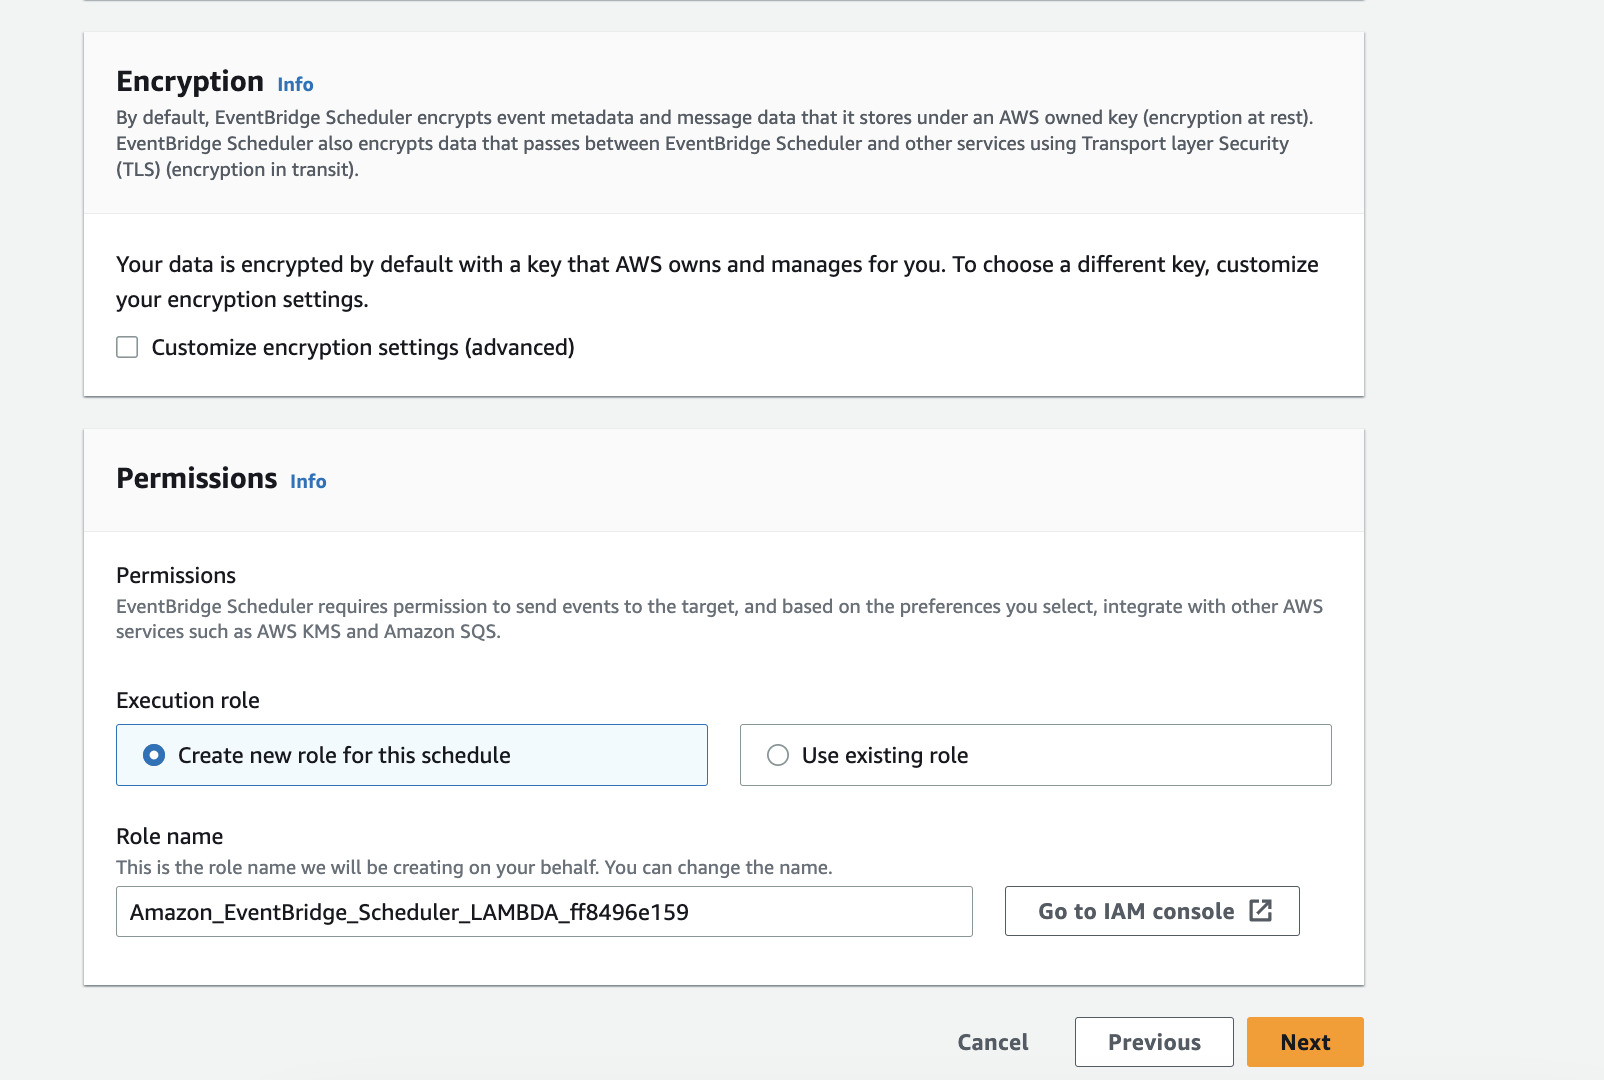 Encryption Info
By default, EventBridge Scheduler encrypts event metadata and message data that it stores under an AWS owned key (encryption at rest).
EventBridge Scheduler also encrypts data that passes between EventBridge Scheduler and other services using Transport layer Security
(TLS) (encryption in transit).
Your data is encrypted by default with a key that AWS owns and manages for you. To choose a different key, customize
your encryption settings.
Customize encryption settings (advanced)
Permissions Info
Permissions
EventBridge Scheduler requires permission to send events to the target, and based on the preferences you select, integrate with other AWS
services such as AWS KMS and Amazon SQS.
Execution role
Create new role for this schedule
Use existing role
Role name
This is the role name we will be creating on your behalf. You can change the name.
Amazon_EventBridge_Scheduler_LAMBDA_ff8496e159
Go to IAM console
Cancel
Previous
Next